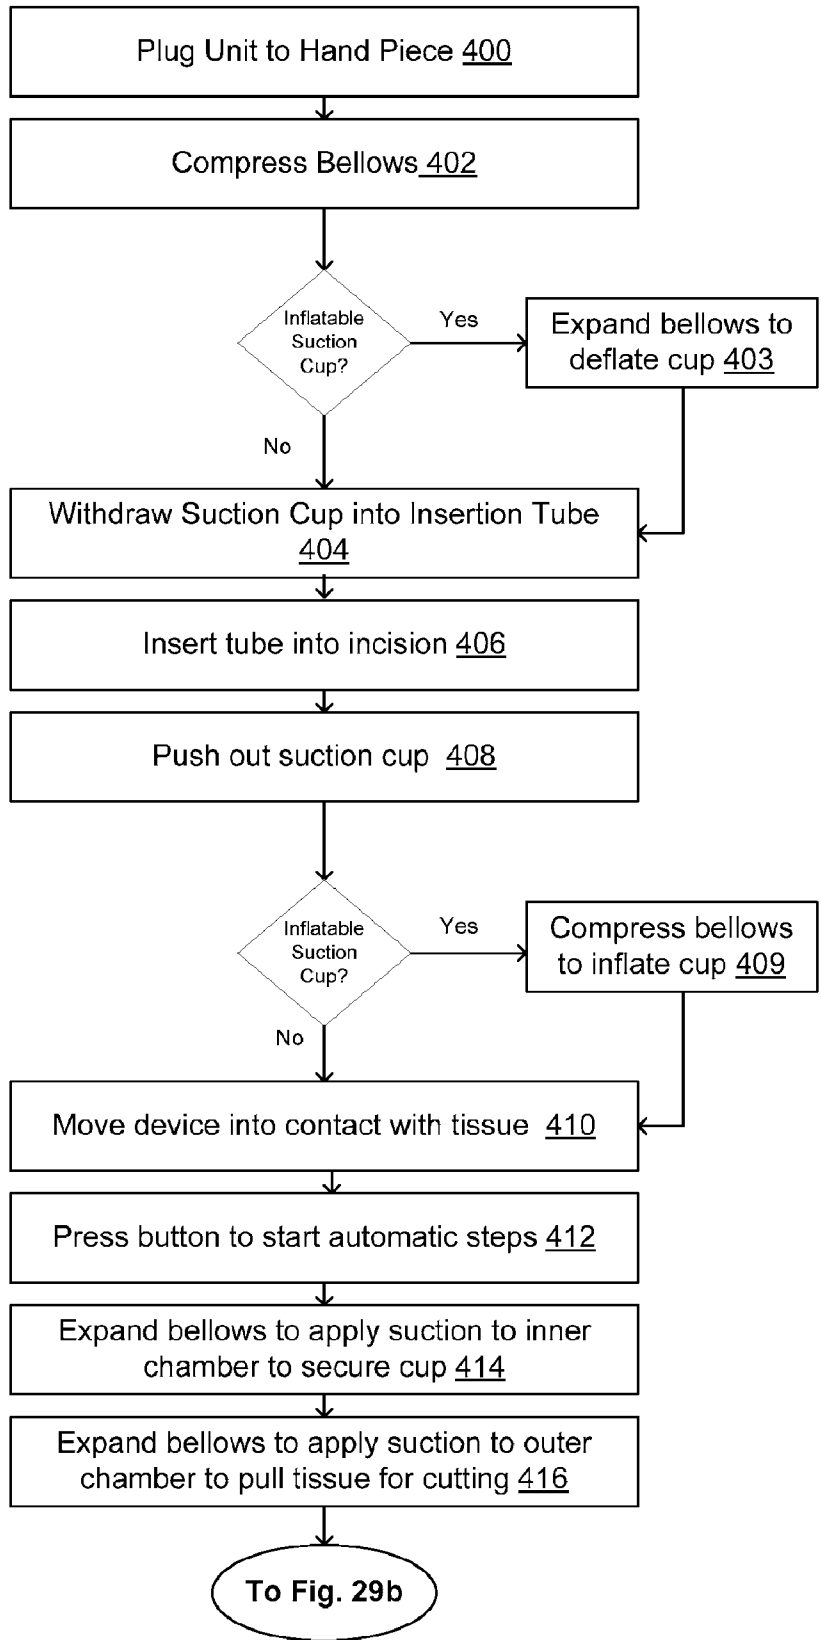 Plug Unit to Hand Piece 400
Compress Bellows 402
Inflatable
Suction
Cup?
Yes
Expand bellows to
deflate cup 403
No
Withdraw Suction Cup into Insertion Tube
404
Insert tube into incision 406
Push out suction cup 408
Inflatable
Suction
Cup?
Yes
Compress bellows
to inflate cup 409
No
Move device into contact with tissue 410
Press button to start automatic steps 412
Expand bellows to apply suction to inner
chamber to secure cup 414
Expand bellows to apply suction to outer
chamber to pull tissue for cutting 416
To Fig. 29b